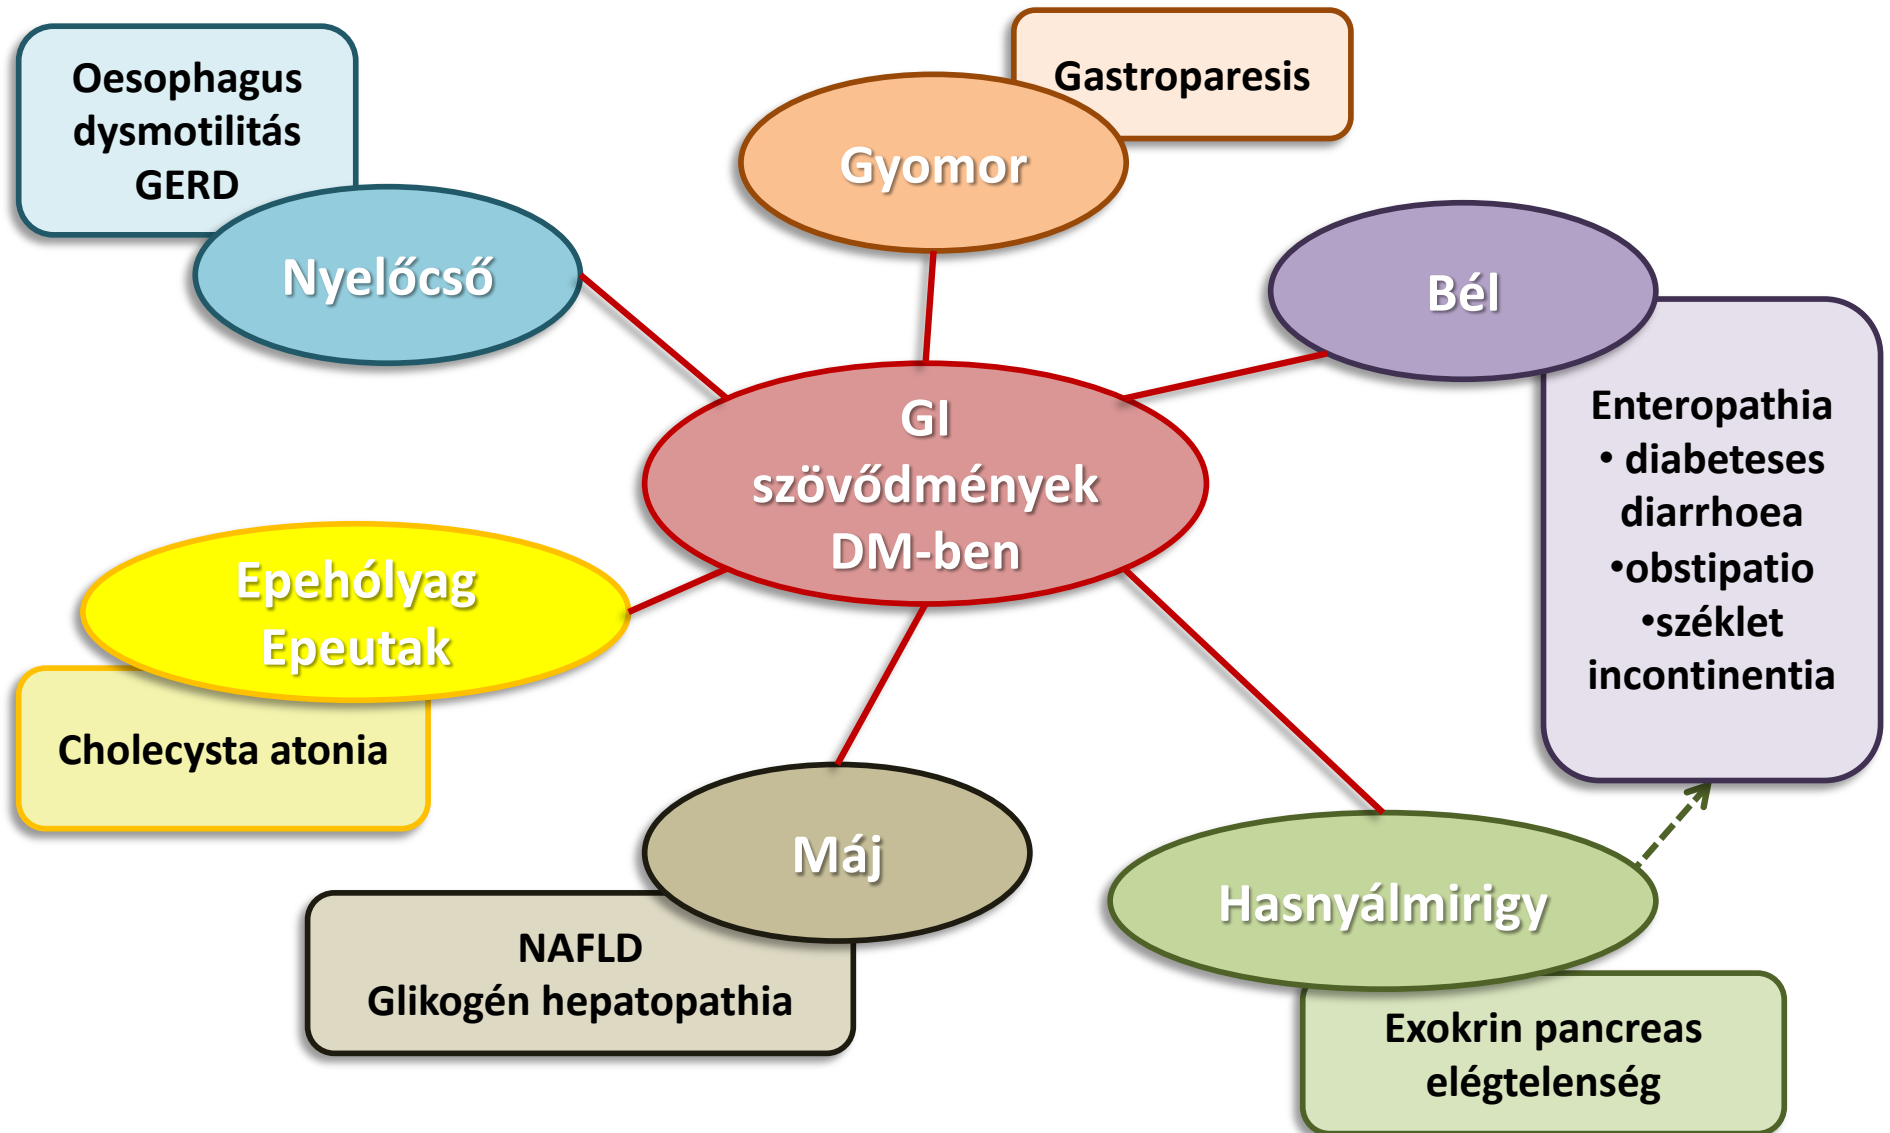 Oesophagus
dysmotilitás
GERD
Nyelőcső
Gastroparesis
Gyomor
Bél
Enteropathia
• diabeteses
diarrhoea
•obstipatio
•széklet
incontinentia
GI
szövődmények
DM-ben
Epehólyag
Epeutak
Cholecysta atonia
Máj
NAFLD
Glikogén hepatopathia
Hasnyálmirigy
Exokrin pancreas
elégtelenség